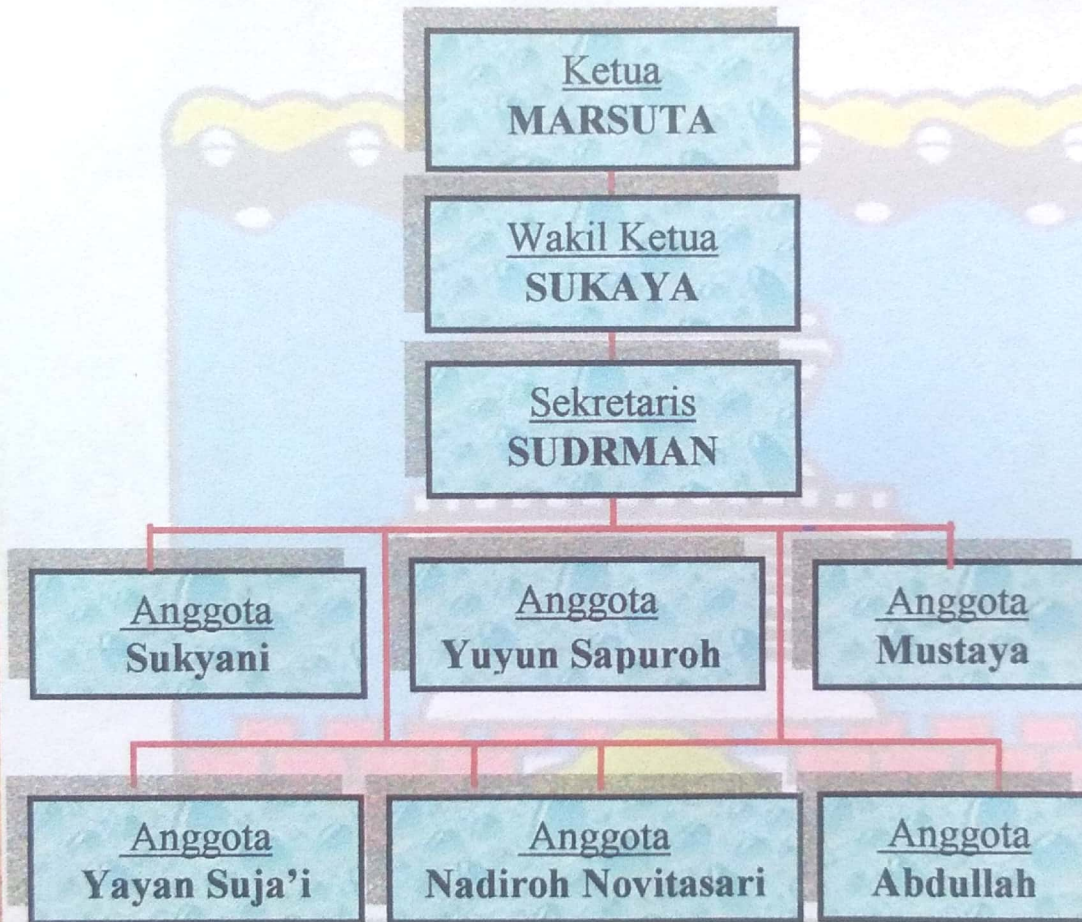 Ketua
MARSUTA
Wakil Ketua
SUKAYA
Sekretaris
SUDRMAN
Anggota
Sukyani
Anggota
Yuyun Sapuroh
Anggota
Mustaya
Anggota
Yayan Suja'i
Anggota
Nadiroh Novitasari
Anggota
Abdullah